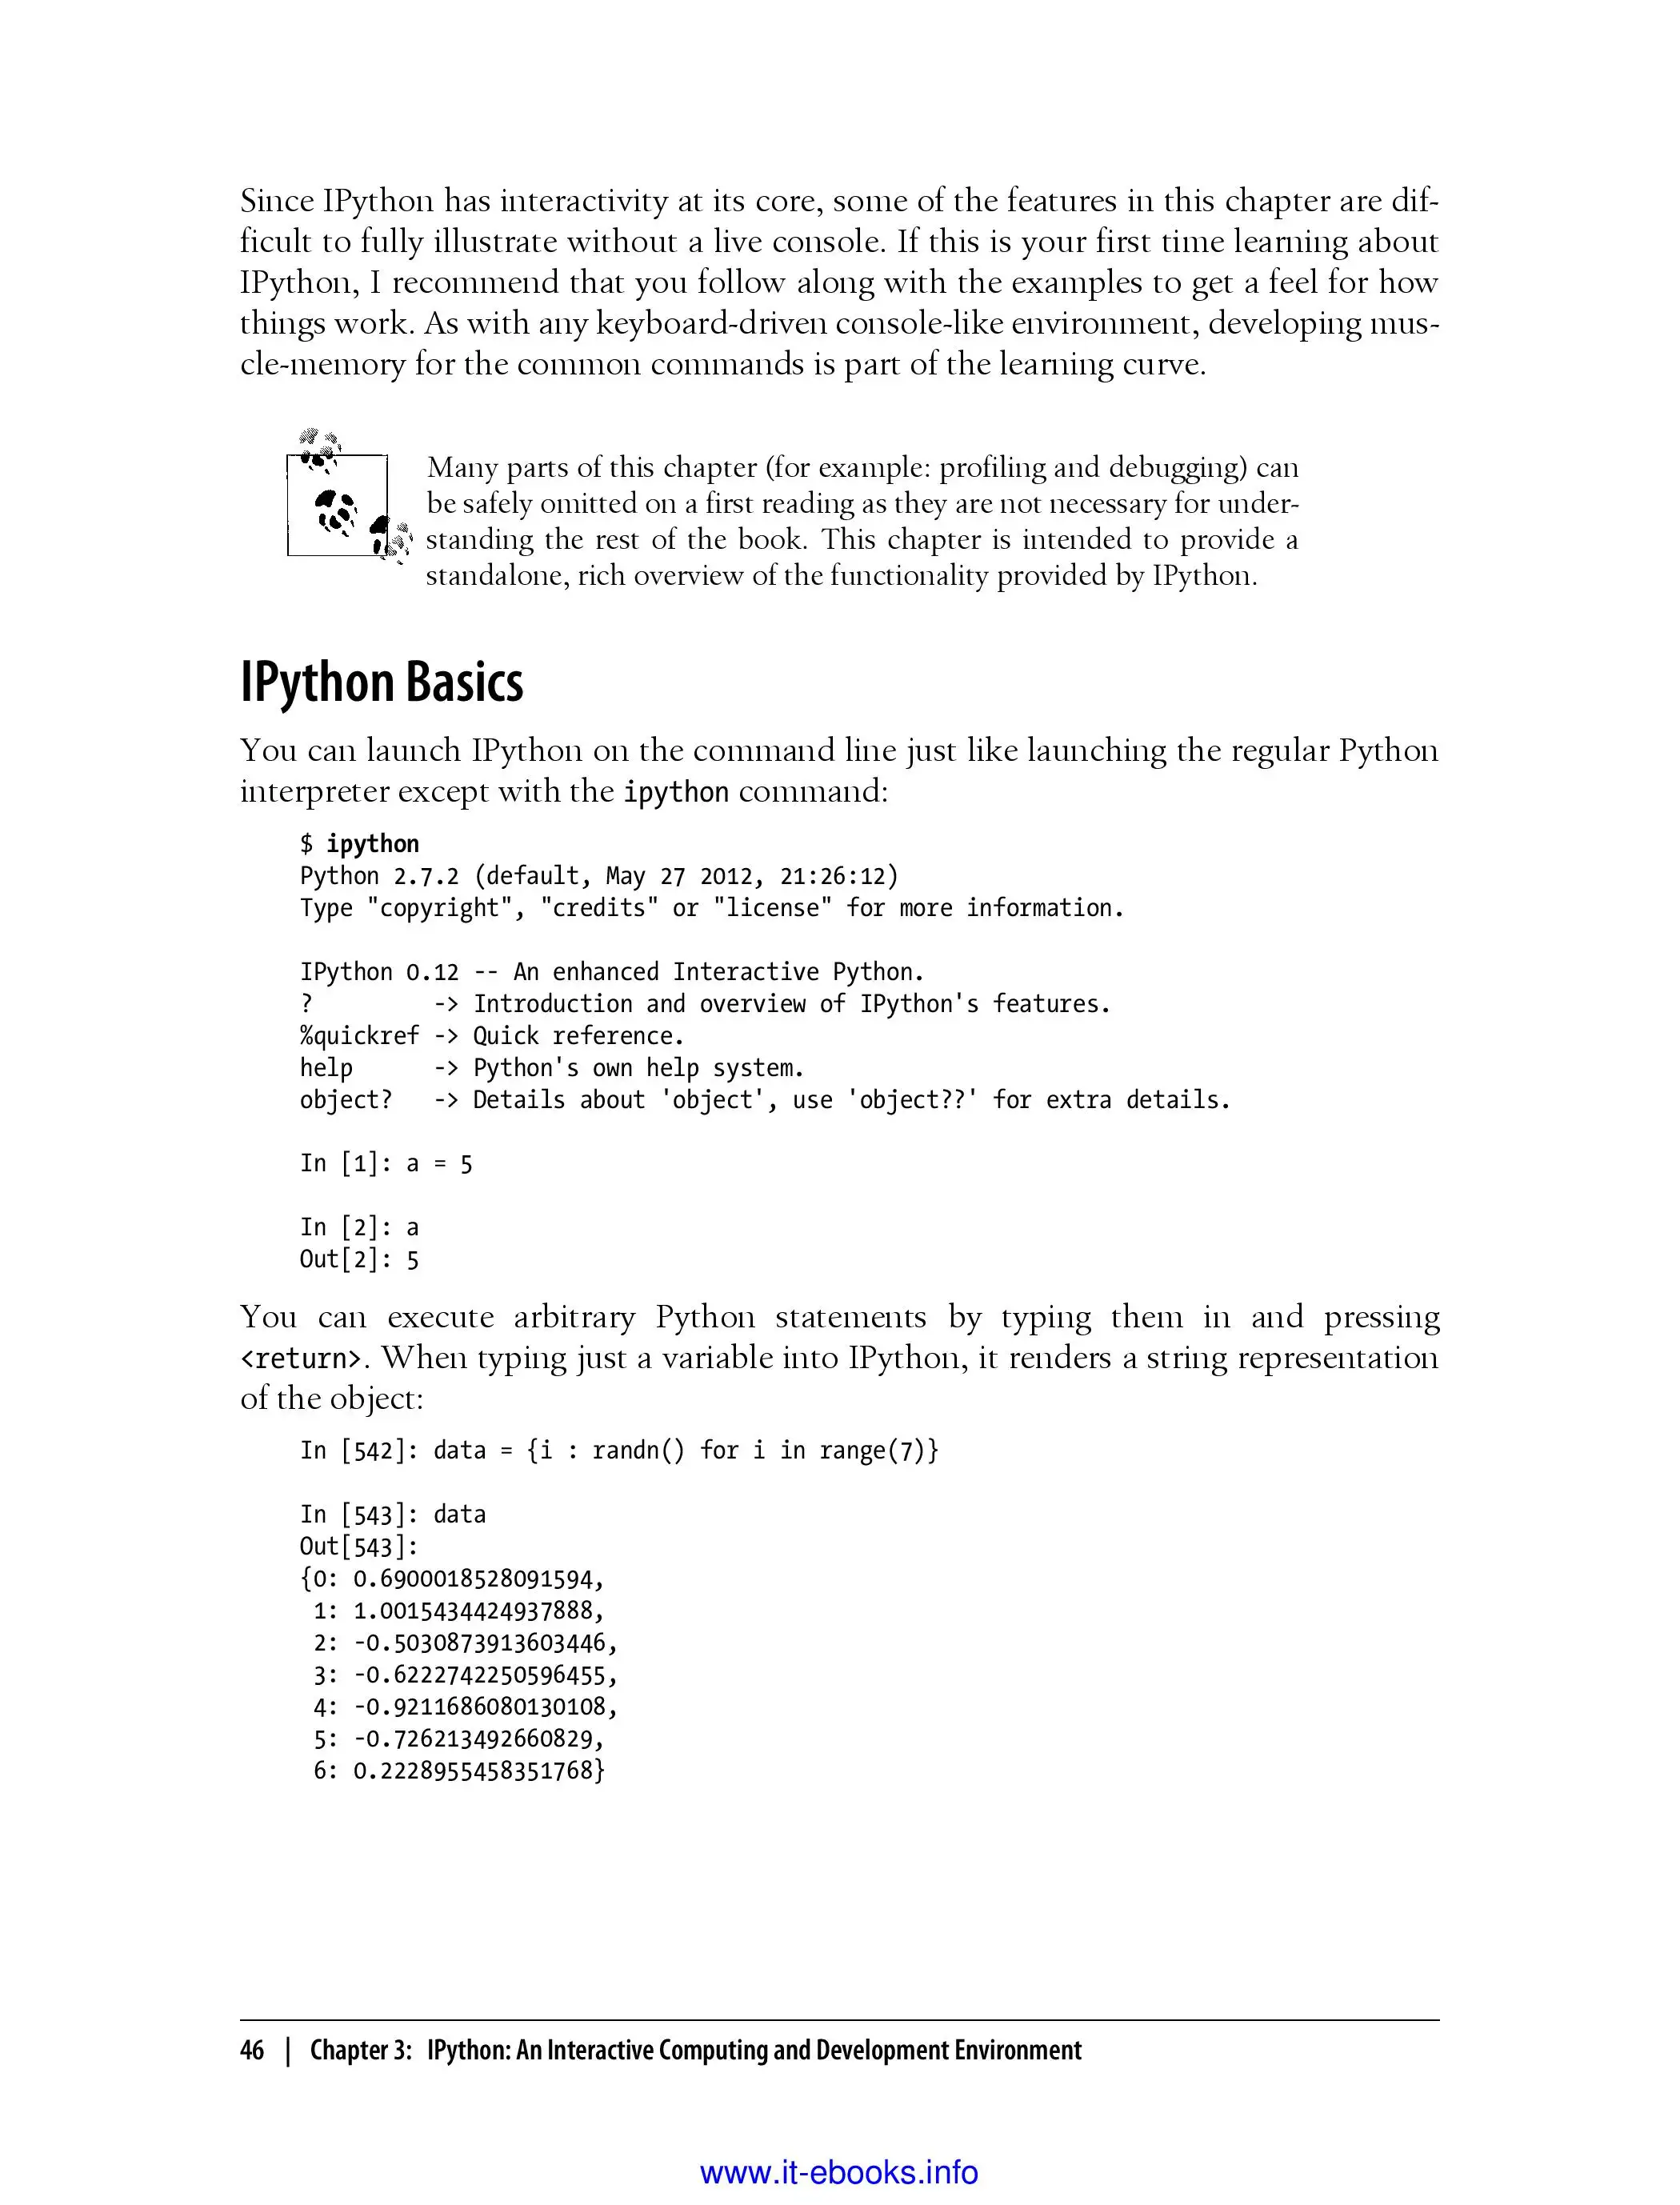 Since IPython has interactivity at its core, some of the features in this chapter are dif-
ficult to fully illustrate without a live console. If this is your first time learning about
IPython, I recommend that you follow along with the examples to get a feel for how
things work. As with any keyboard-driven console-like environment, developing mus-
cle-memory for the common commands is part of the learning curve.
Many parts of this chapter (for example: profiling and debugging) can
be safely omitted on a first reading as they are not necessary for under-
standing the rest of the book. This chapter is intended to provide a
standalone, rich overview of the functionality provided by IPython.
IPython Basics
You can launch IPython on the command line just like launching the regular Python
interpreter except with the ipython command:
$ ipython
Python 2.7.2 (default, May 27 2012, 21:26:12)
Type "copyright", "credits" or "license" for more information.
IPython 0.12 -- An enhanced Interactive Python.
?         -> Introduction and overview of IPython's features.
%quickref -> Quick reference.
help      -> Python's own help system.
object?   -> Details about 'object', use 'object??' for extra details.
In [1]: a = 5
In [2]: a
Out[2]: 5
You can execute arbitrary Python statements by typing them in and pressing
<return>. When typing just a variable into IPython, it renders a string representation
of the object:
In [542]: data = {i : randn() for i in range(7)}
In [543]: data
Out[543]:
{0: 0.6900018528091594,
1: 1.0015434424937888,
2: -0.5030873913603446,
3: -0.6222742250596455,
4: -0.9211686080130108,
5: -0.726213492660829,
6: 0.2228955458351768}
46 | Chapter 3: IPython: An Interactive Computing and Development Environment
www.it-ebooks.info